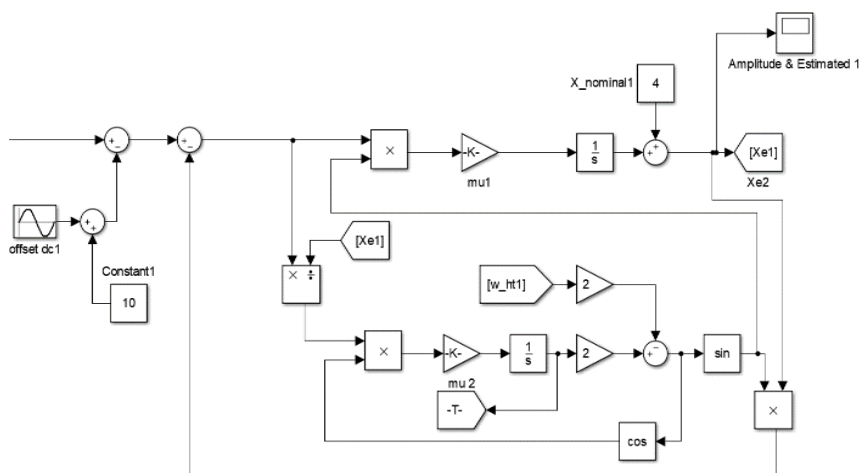 Amplitude & Estimated 1
X_nominal1
4
+
−
+
−
×
-K-
mu1
1
s
+
+
[Xe1]
Xe2
offset dc1
+
+
[Xe1]
Constant1
10
× ÷
[w_ht1]
2
×
-K-
mu 2
1
s
2
+
−
sin
-T-
cos
×